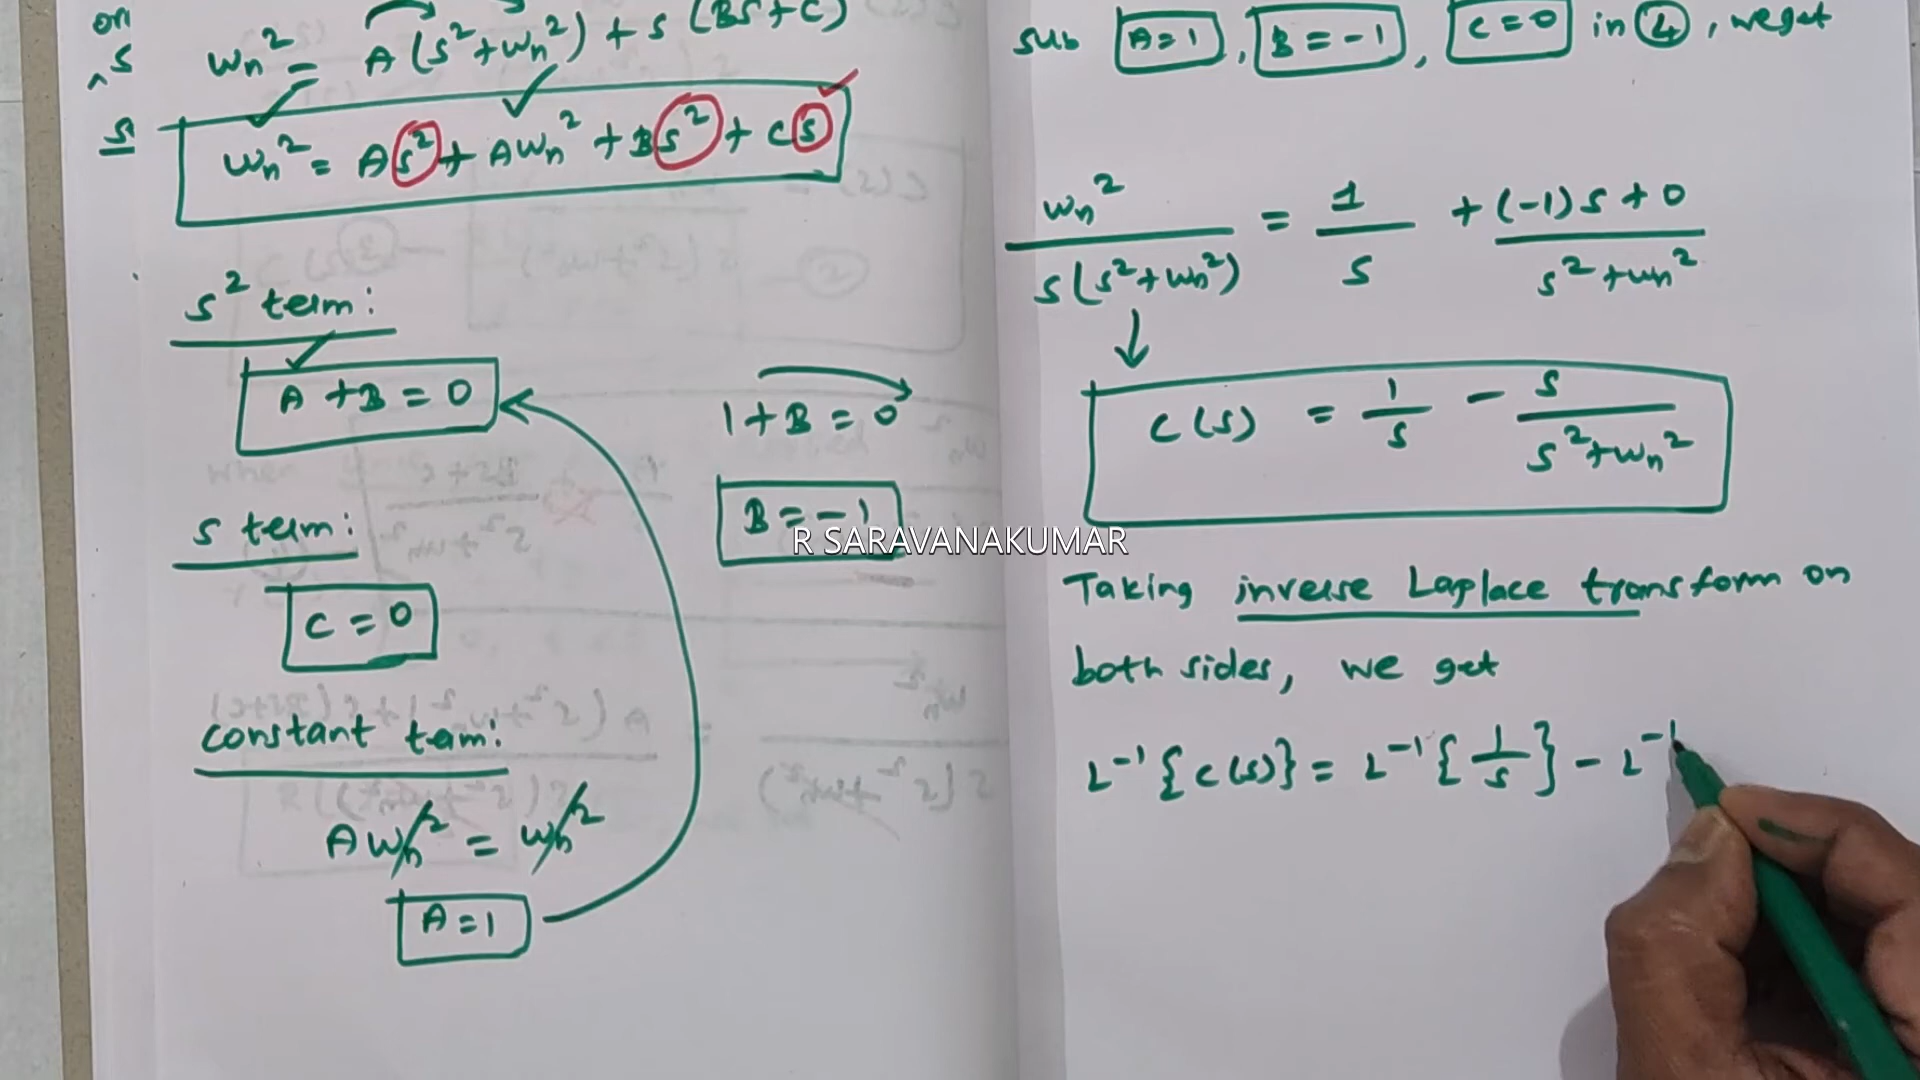 on
s
s
wn² = A(s²+wn²) + s (Bs+C)
wn² = As² + Awn² + Bs² + Cs
s² term:
A + B = 0
1 + B = 0
B = -1
s term:
C = 0
constant term:
Awn² = wn²
A = 1
sub A=1, B=-1, C=0 in 4, we get
wn² / s(s²+wn²) = 1/s + (-1)s+0 / s²+wn²
C(s) = 1/s - s / s²+wn²
R SARAVANAKUMAR
Taking inverse Laplace transform on
both sides, we get
L⁻¹{C(s)} = L⁻¹{1/s} - L⁻¹